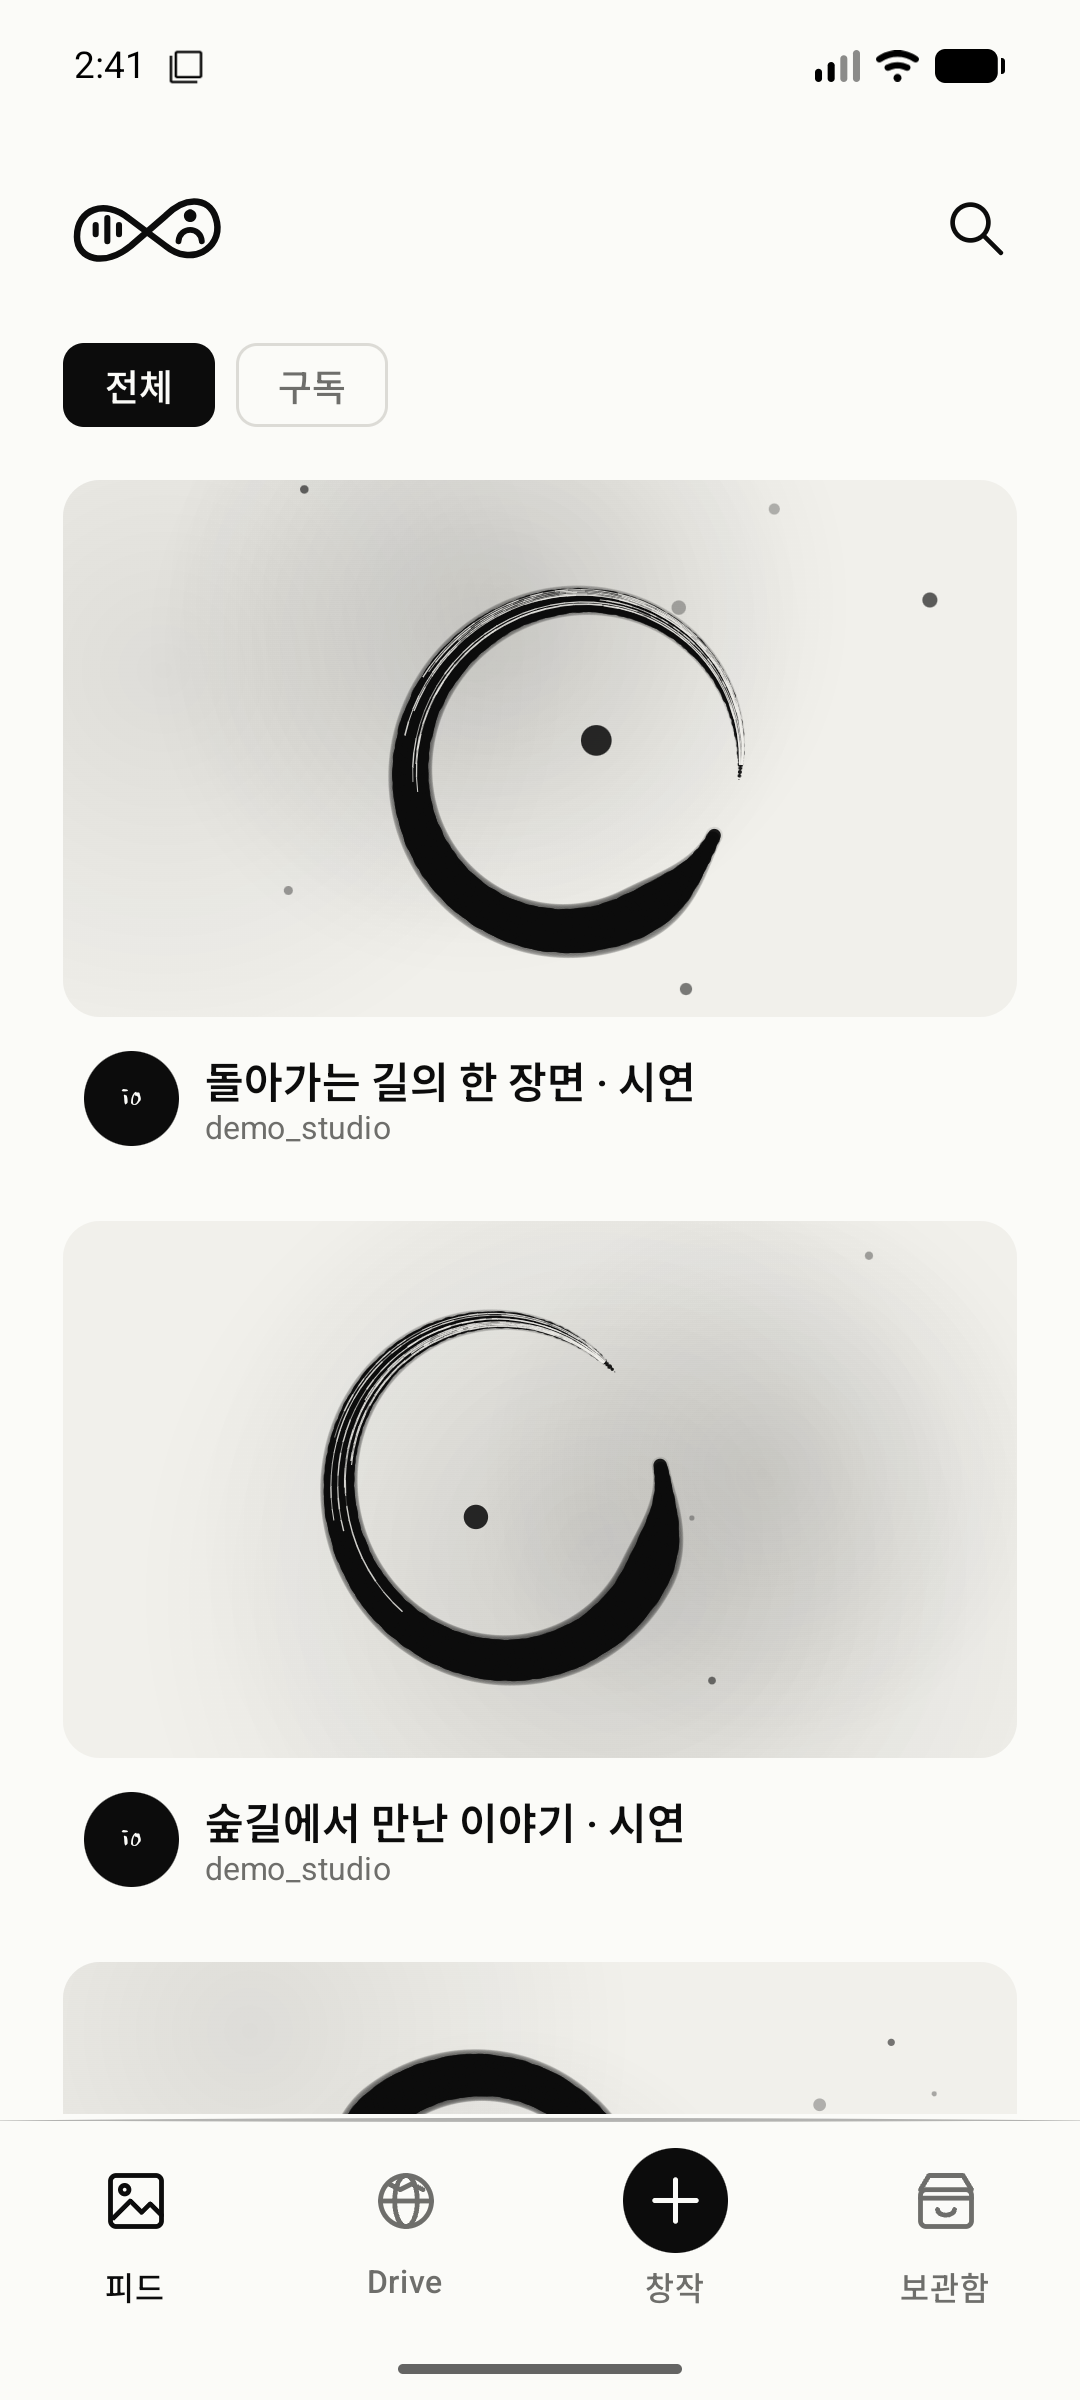 2:41
전체
구독
돌아가는 길의 한 장면 · 시연
demo_studio
숲길에서 만난 이야기 · 시연
demo_studio
피드
Drive
창작
보관함